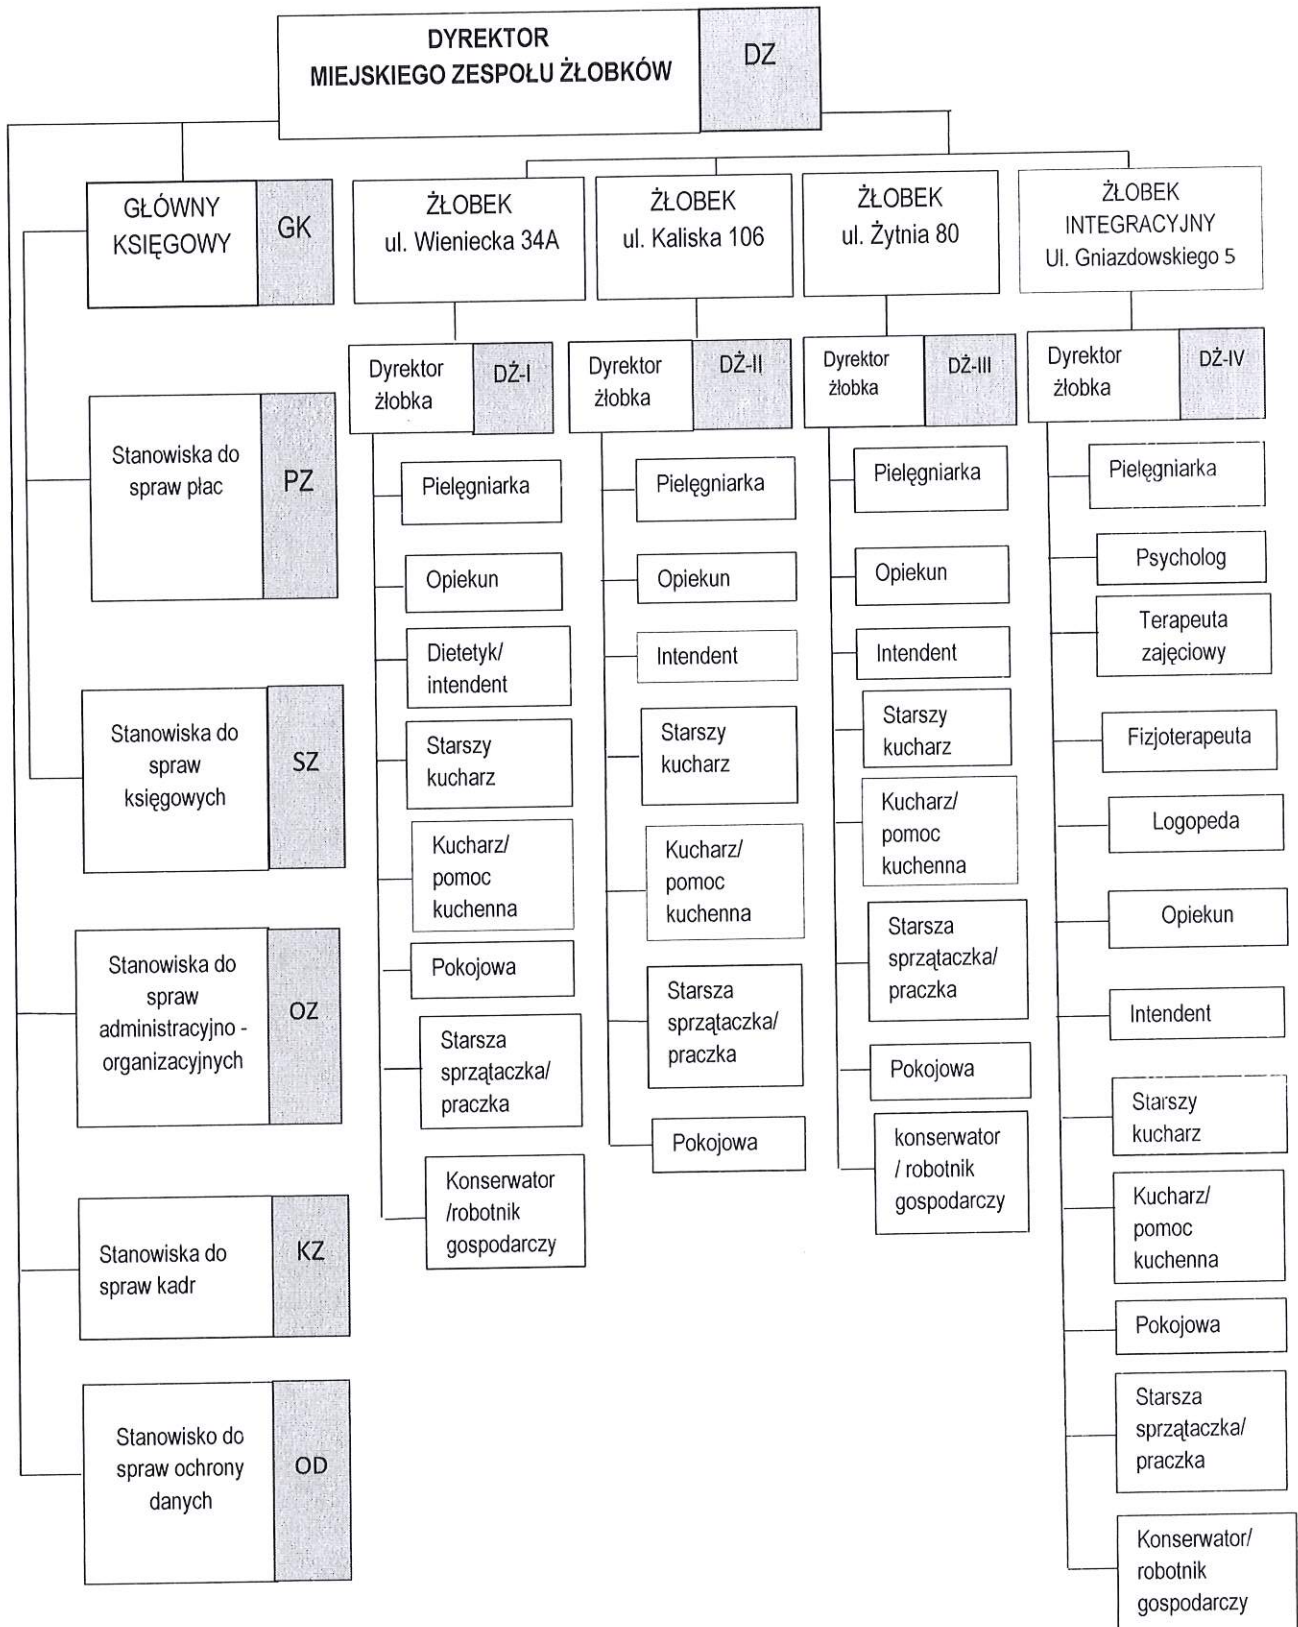 DYREKTOR
MIEJSKIEGO ZESPOŁU ŻŁOBKÓW
DZ
GŁÓWNY
KSIĘGOWY
GK
ŻŁOBEK
ul. Wieniecka 34A
ŻŁOBEK
ul. Kaliska 106
ŻŁOBEK
ul. Żytnia 80
ŻŁOBEK
INTEGRACYJNY
Ul. Gniazdowskiego 5
Stanowiska do
spraw płac
PZ
Stanowiska do
spraw
księgowych
SZ
Stanowiska do
spraw
administracyjno -
organizacyjnych
OZ
Stanowiska do
spraw kadr
KZ
Stanowisko do
spraw ochrony
danych
OD
Dyrektor
żłobka
DŻ-I
Pielęgniarka
Opiekun
Dietetyk/
intendent
Starszy
kucharz
Kucharz/
pomoc
kuchenna
Pokojowa
Starsza
sprzątaczka/
praczka
Konserwator
/robotnik
gospodarczy
Dyrektor
żłobka
DŻ-II
Pielęgniarka
Opiekun
Intendent
Starszy
kucharz
Kucharz/
pomoc
kuchenna
Starsza
sprzątaczka/
praczka
Pokojowa
Dyrektor
żłobka
DŻ-III
Pielęgniarka
Opiekun
Intendent
Starszy
kucharz
Kucharz/
pomoc
kuchenna
Starsza
sprzątaczka/
praczka
Pokojowa
konserwator
/ robotnik
gospodarczy
Dyrektor
żłobka
DŻ-IV
Pielęgniarka
Psycholog
Terapeuta
zajęciowy
Fizjoterapeuta
Logopeda
Opiekun
Intendent
Starszy
kucharz
Kucharz/
pomoc
kuchenna
Pokojowa
Starsza
sprzątaczka/
praczka
Konserwator/
robotnik
gospodarczy